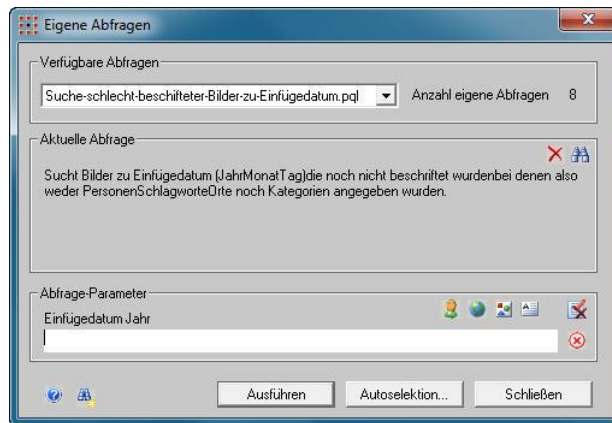 Eigene Abfragen
Verfügbare Abfragen
Suche-schlecht-beschifteter-Bilder-zu-Einfügedatum.pql
Anzahl eigene Abfragen 8
Aktuelle Abfrage
Sucht Bilder zu Einfügedatum (JahrMonatTag)die noch nicht beschriftet wurdenbei denen also
weder PersonenSchlagworteOrte noch Kategorien angegeben wurden.
Abfrage-Parameter
Einfügedatum Jahr
Ausführen Autoselektion... Schließen